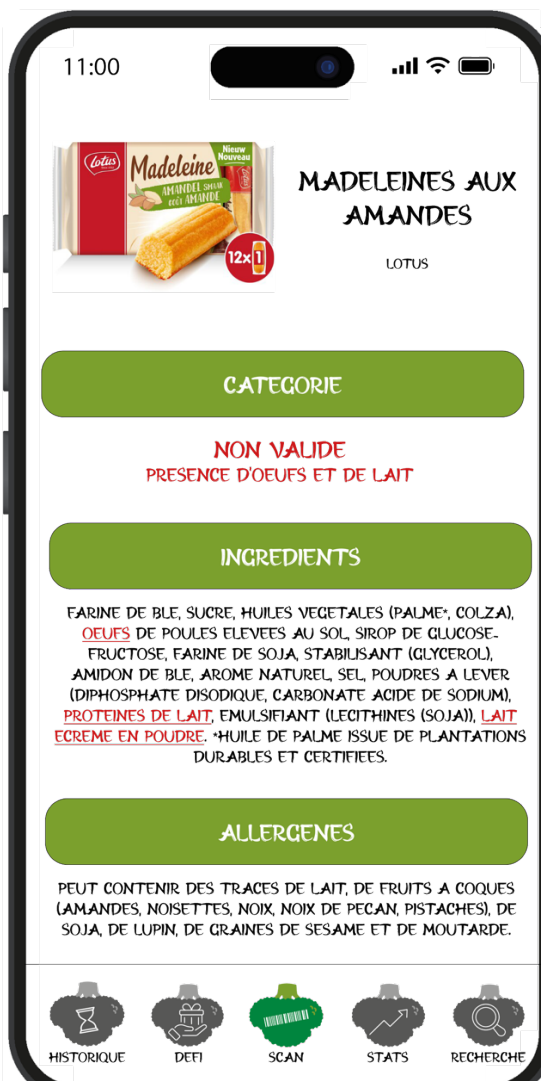 11:00
Lotus
Madeleine
Nieuw
Nouveau
AMANDEL SMAAK
GOÛT AMANDE
12x1
MADELEINES AUX
AMANDES
LOTUS
CATEGORIE
NON VALIDE
PRESENCE D'OEUFS ET DE LAIT
INGREDIENTS
FARINE DE BLE, SUCRE, HUILES VEGETALES (PALME*, COLZA),
OEUFS DE POULES ELEVEES AU SOL, SIROP DE GLUCOSE-
FRUCTOSE, FARINE DE SOJA, STABILISANT (GLYCEROL),
AMIDON DE BLE, AROME NATUREL, SEL, POUDRES A LEVER
(DIPHOSPHATE DISODIQUE, CARBONATE ACIDE DE SODIUM),
PROTEINES DE LAIT, EMULSIFIANT (LECITHINES (SOJA)), LAIT
ECREME EN POUDRE. *HUILE DE PALME ISSUE DE PLANTATIONS
DURABLES ET CERTIFIEES.
ALLERGENES
PEUT CONTENIR DES TRACES DE LAIT, DE FRUITS A COQUES
(AMANDES, NOISETTES, NOIX, NOIX DE PECAN, PISTACHES), DE
SOJA, DE LUPIN, DE GRAINES DE SESAME ET DE MOUTARDE.
HISTORIQUE
DEFI
SCAN
STATS
RECHERCHE